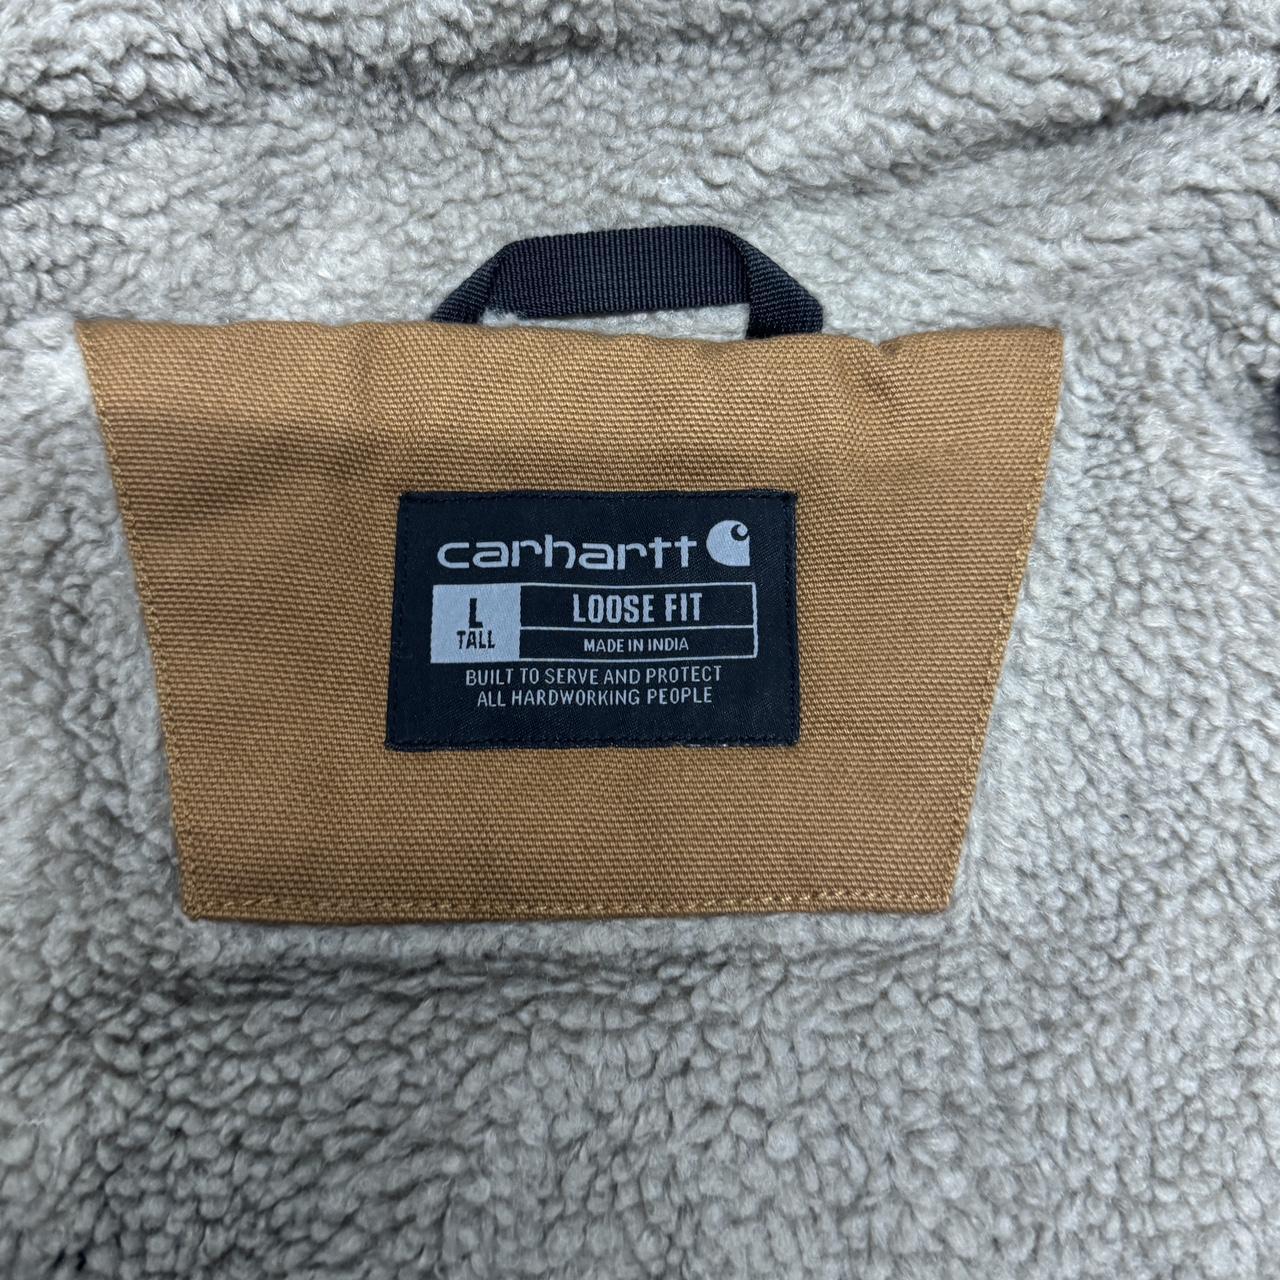 carhartt
L
TALL
LOOSE FIT
MADE IN INDIA
BUILT TO SERVE AND PROTECT
ALL HARDWORKING PEOPLE